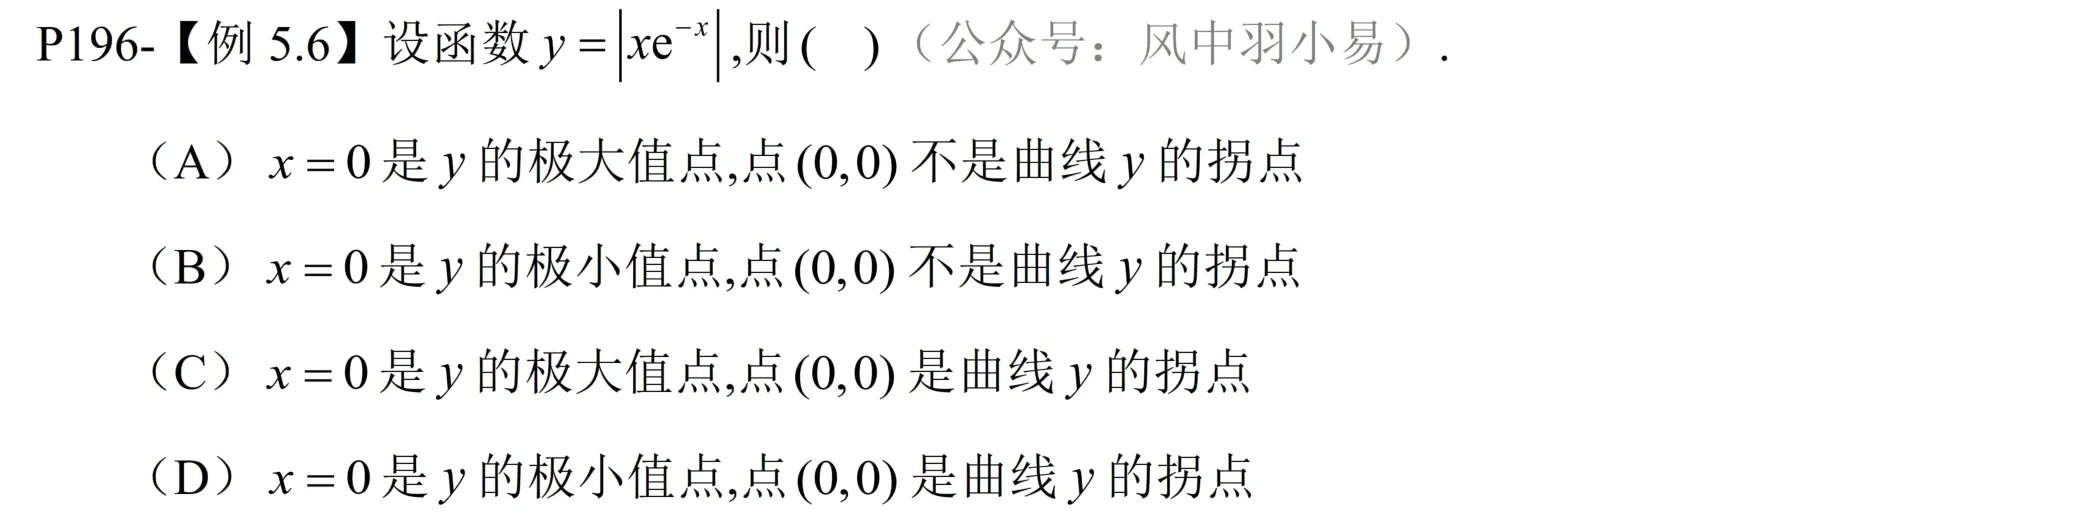 P196-【例 5.6】设函数 y = |xe⁻ˣ| ,则( )（公众号：风中羽小易）.
（A） x = 0 是 y 的极大值点,点 (0,0) 不是曲线 y 的拐点
（B） x = 0 是 y 的极小值点,点 (0,0) 不是曲线 y 的拐点
（C） x = 0 是 y 的极大值点,点 (0,0) 是曲线 y 的拐点
（D） x = 0 是 y 的极小值点,点 (0,0) 是曲线 y 的拐点